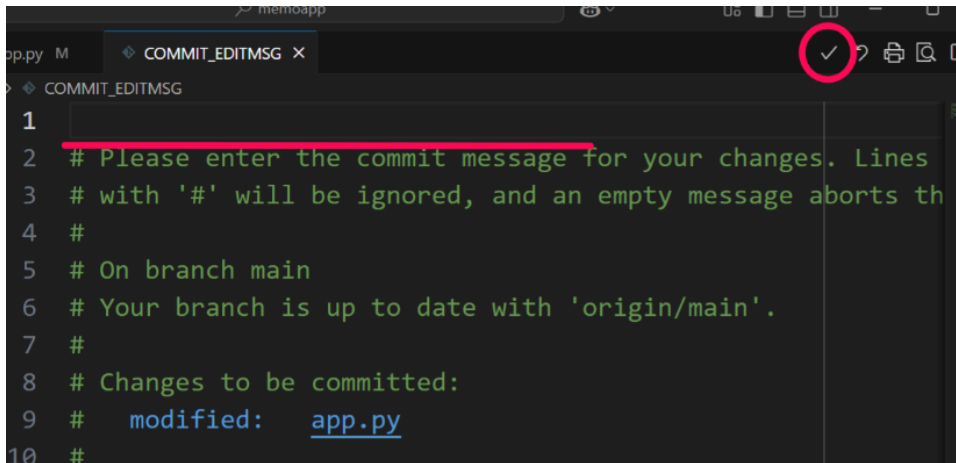 memoapp
pp.py M COMMIT_EDITMSG
COMMIT_EDITMSG
1
2 # Please enter the commit message for your changes. Lines
3 # with '#' will be ignored, and an empty message aborts th
4 #
5 # On branch main
6 # Your branch is up to date with 'origin/main'.
7 #
8 # Changes to be committed:
9 # modified: app.py
10 #